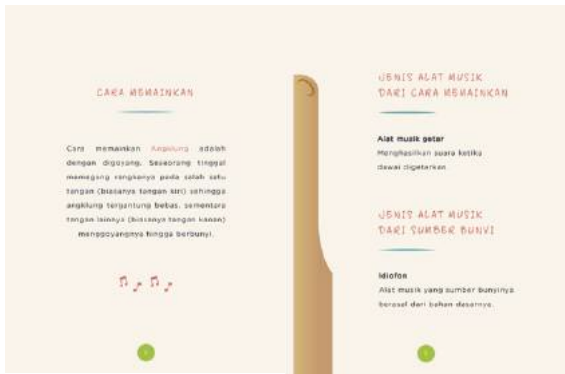 CARA MEMAINKAN
Cara memainkan Angklung adalah
dengan digoyang. Seseorang tinggal
memegang rangkanya pada salah satu
tangan (biasanya tangan kiri) sehingga
angklung tergantung bebas, sementara
tangan lainnya (biasanya tangan kanan)
menggoyangnya hingga berbunyi.
JENIS ALAT MUSIK
DARI CARA MEMAINKAN
Alat musik getar
Menghasilkan suara ketika
dawai digetarkan
JENIS ALAT MUSIK
DARI SUMBER BUNYI
Idiofon
Alat musik yang sumber bunyinya
berasal dari bahan dasarnya.